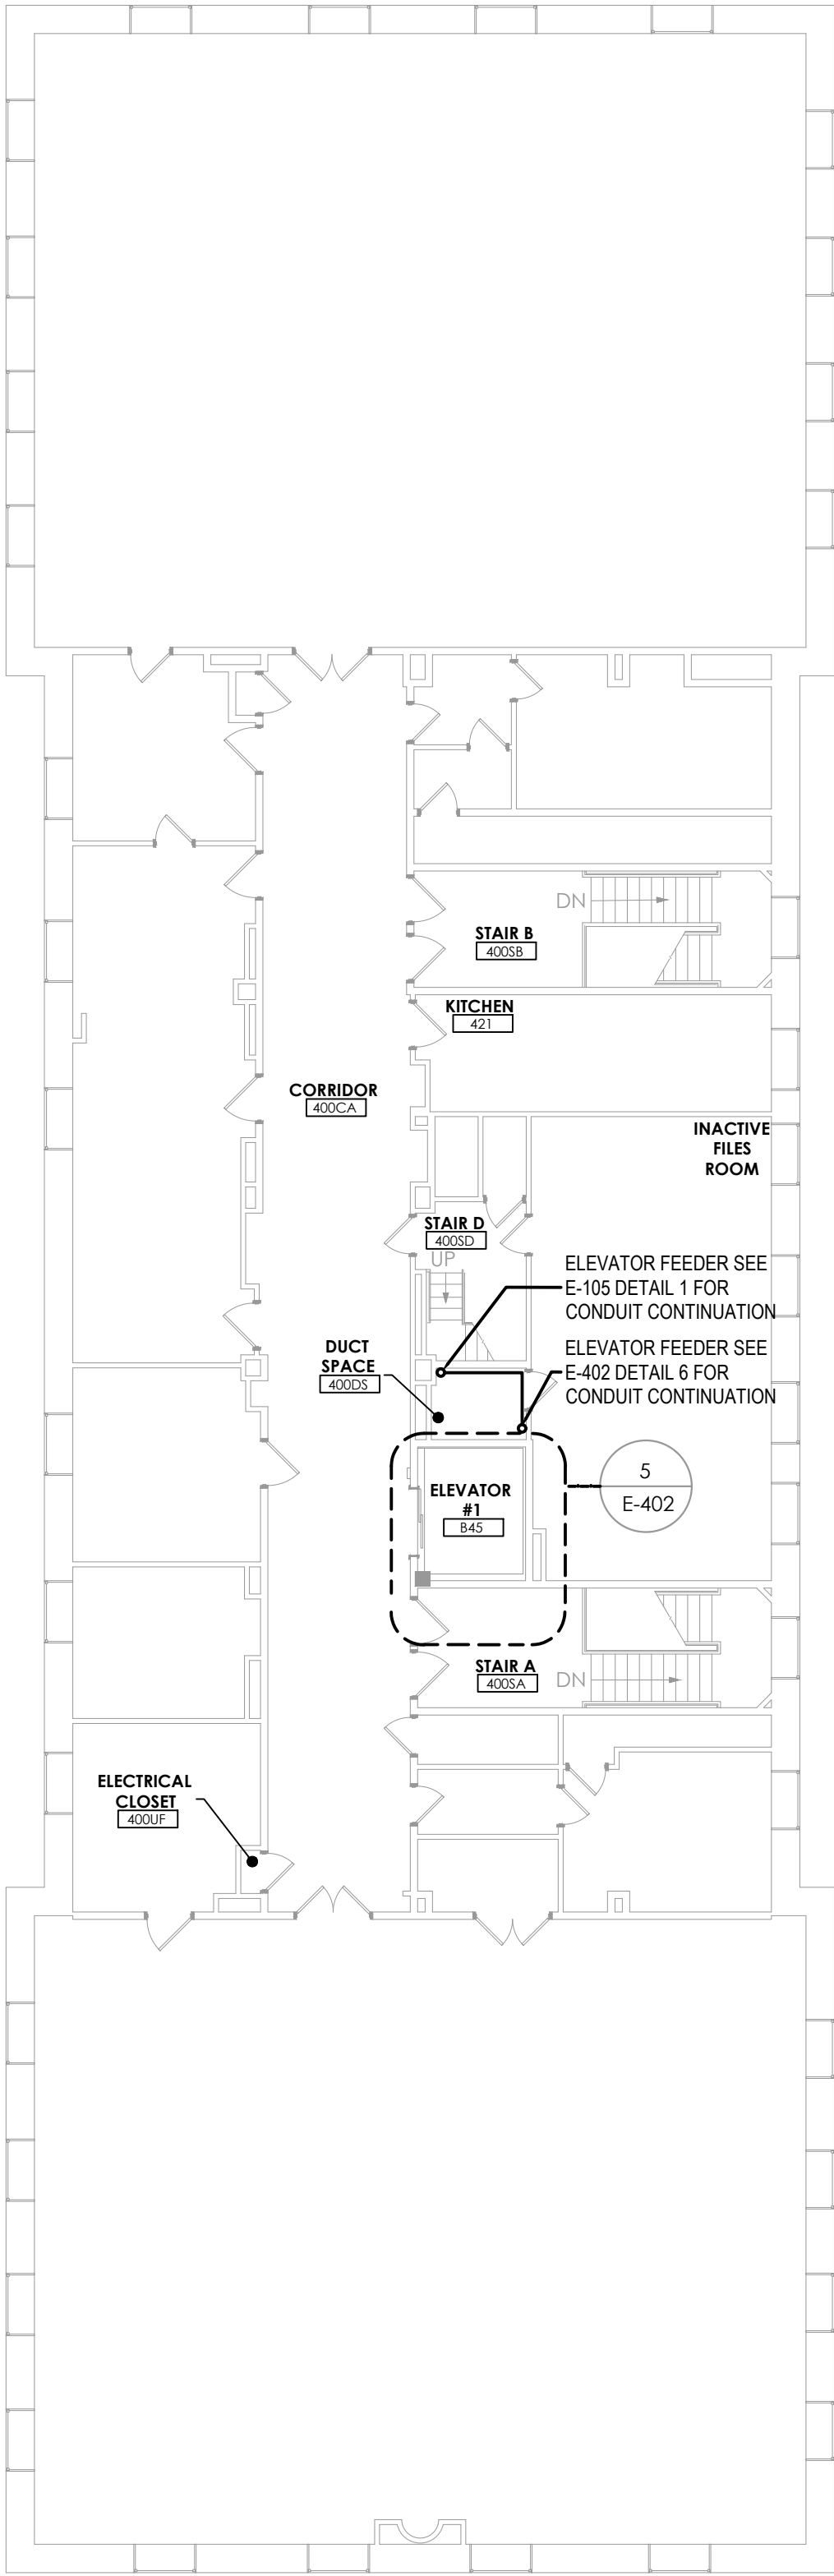 DN
STAIR B
400SB
KITCHEN
421
CORRIDOR
400CA
INACTIVE
FILES
ROOM
STAIR D
400SD
UP
ELEVATOR FEEDER SEE
E-105 DETAIL 1 FOR
CONDUIT CONTINUATION
DUCT
SPACE
400DS
ELEVATOR FEEDER SEE
E-402 DETAIL 6 FOR
CONDUIT CONTINUATION
ELEVATOR
#1
B45
5
E-402
STAIR A
400SA
DN
ELECTRICAL
CLOSET
400UF